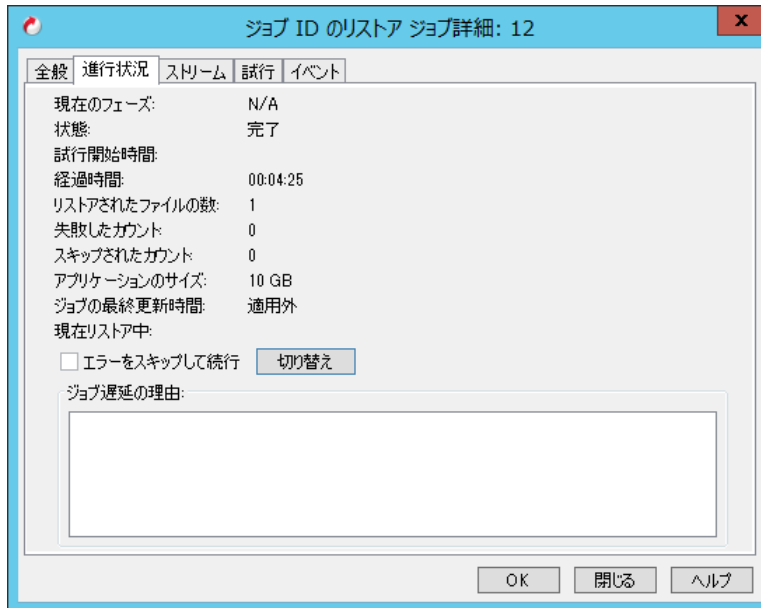 ジョブ ID のリストア ジョブ詳細: 12
x
全般 進行状況 ストリーム 試行 イベント
現在のフェーズ: N/A
状態: 完了
試行開始時間:
経過時間: 00:04:25
リストアされたファイルの数: 1
失敗したカウント: 0
スキップされたカウント: 0
アプリケーションのサイズ: 10 GB
ジョブの最終更新時間: 適用外
現在リストア中:
エラーをスキップして続行 切り替え
ジョブ遅延の理由:
OK 閉じる ヘルプ